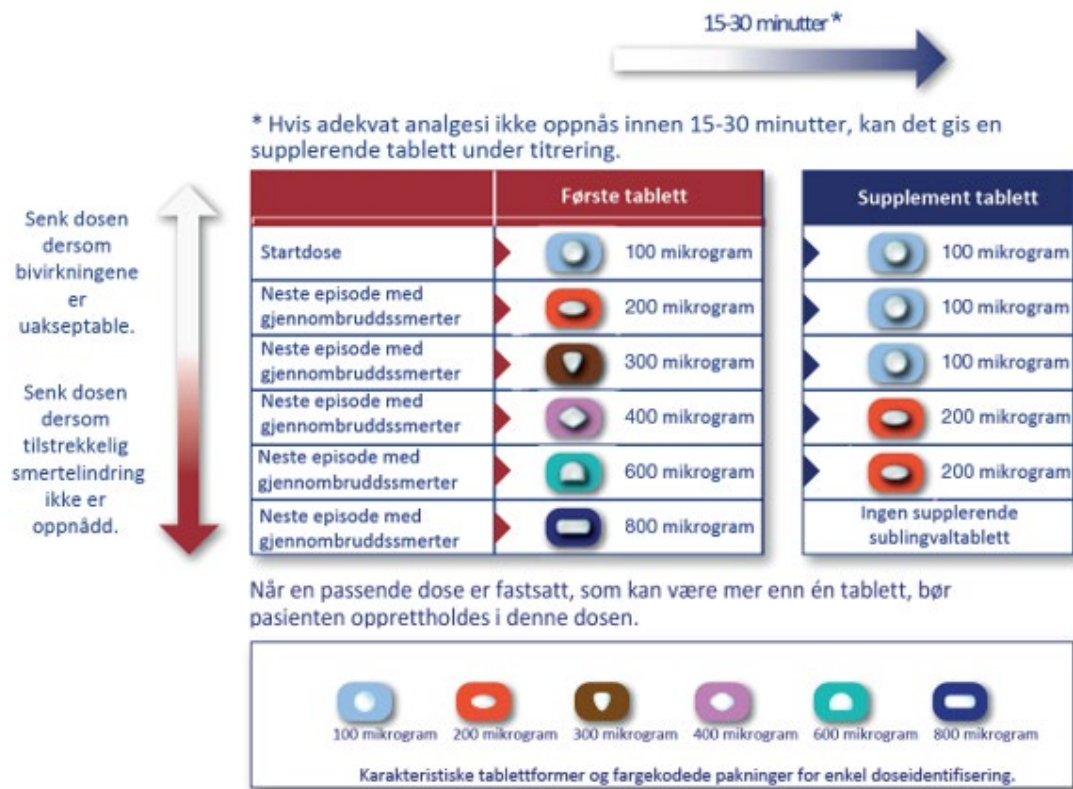 15-30 minutter *
* Hvis adekvat analgesi ikke oppnås innen 15-30 minutter, kan det gis en
supplerende tablett under titrering.
Senk dosen
dersom
bivirkningene
er
uakseptable.
Senk dosen
dersom
tilstrekkelig
smertelindring
ikke er
oppnådd.
Første tablett
Supplement tablett
Startdose
100 mikrogram
100 mikrogram
Neste episode med
gjennombruddssmerter
200 mikrogram
100 mikrogram
Neste episode med
gjennombruddssmerter
300 mikrogram
100 mikrogram
Neste episode med
gjennombruddssmerter
400 mikrogram
200 mikrogram
Neste episode med
gjennombruddssmerter
600 mikrogram
200 mikrogram
Neste episode med
gjennombruddssmerter
800 mikrogram
Ingen supplerende
sublingvaltablett
Når en passende dose er fastsatt, som kan være mer enn én tablett, bør
pasienten opprettholdes i denne dosen.
100 mikrogram 200 mikrogram 300 mikrogram 400 mikrogram 600 mikrogram 800 mikrogram
Karakteristiske tablettformer og fargekodede pakninger for enkel doseidentifisering.